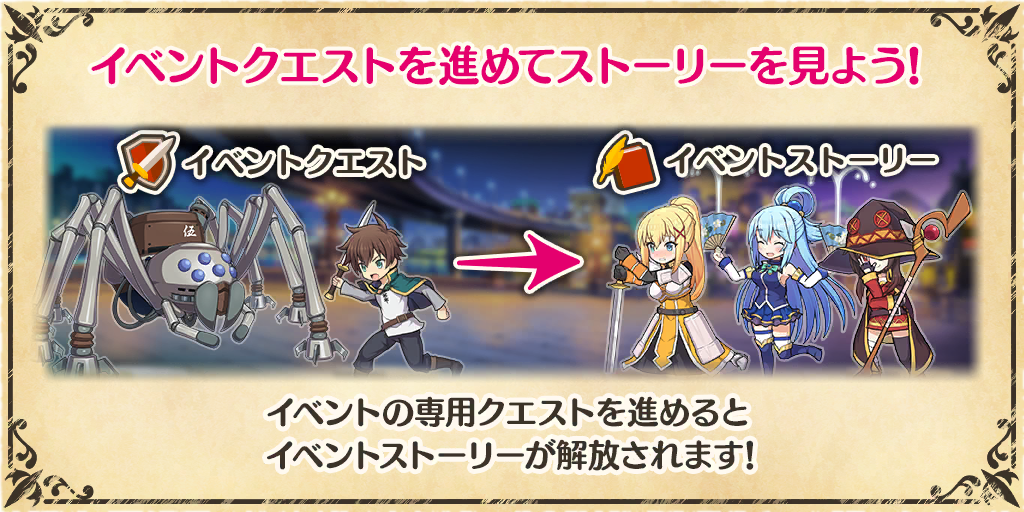 イベントクエストを進めてストーリーを見よう!
イベントクエスト
イベントストーリー
伍
イベントの専用クエストを進めると
イベントストーリーが解放されます!